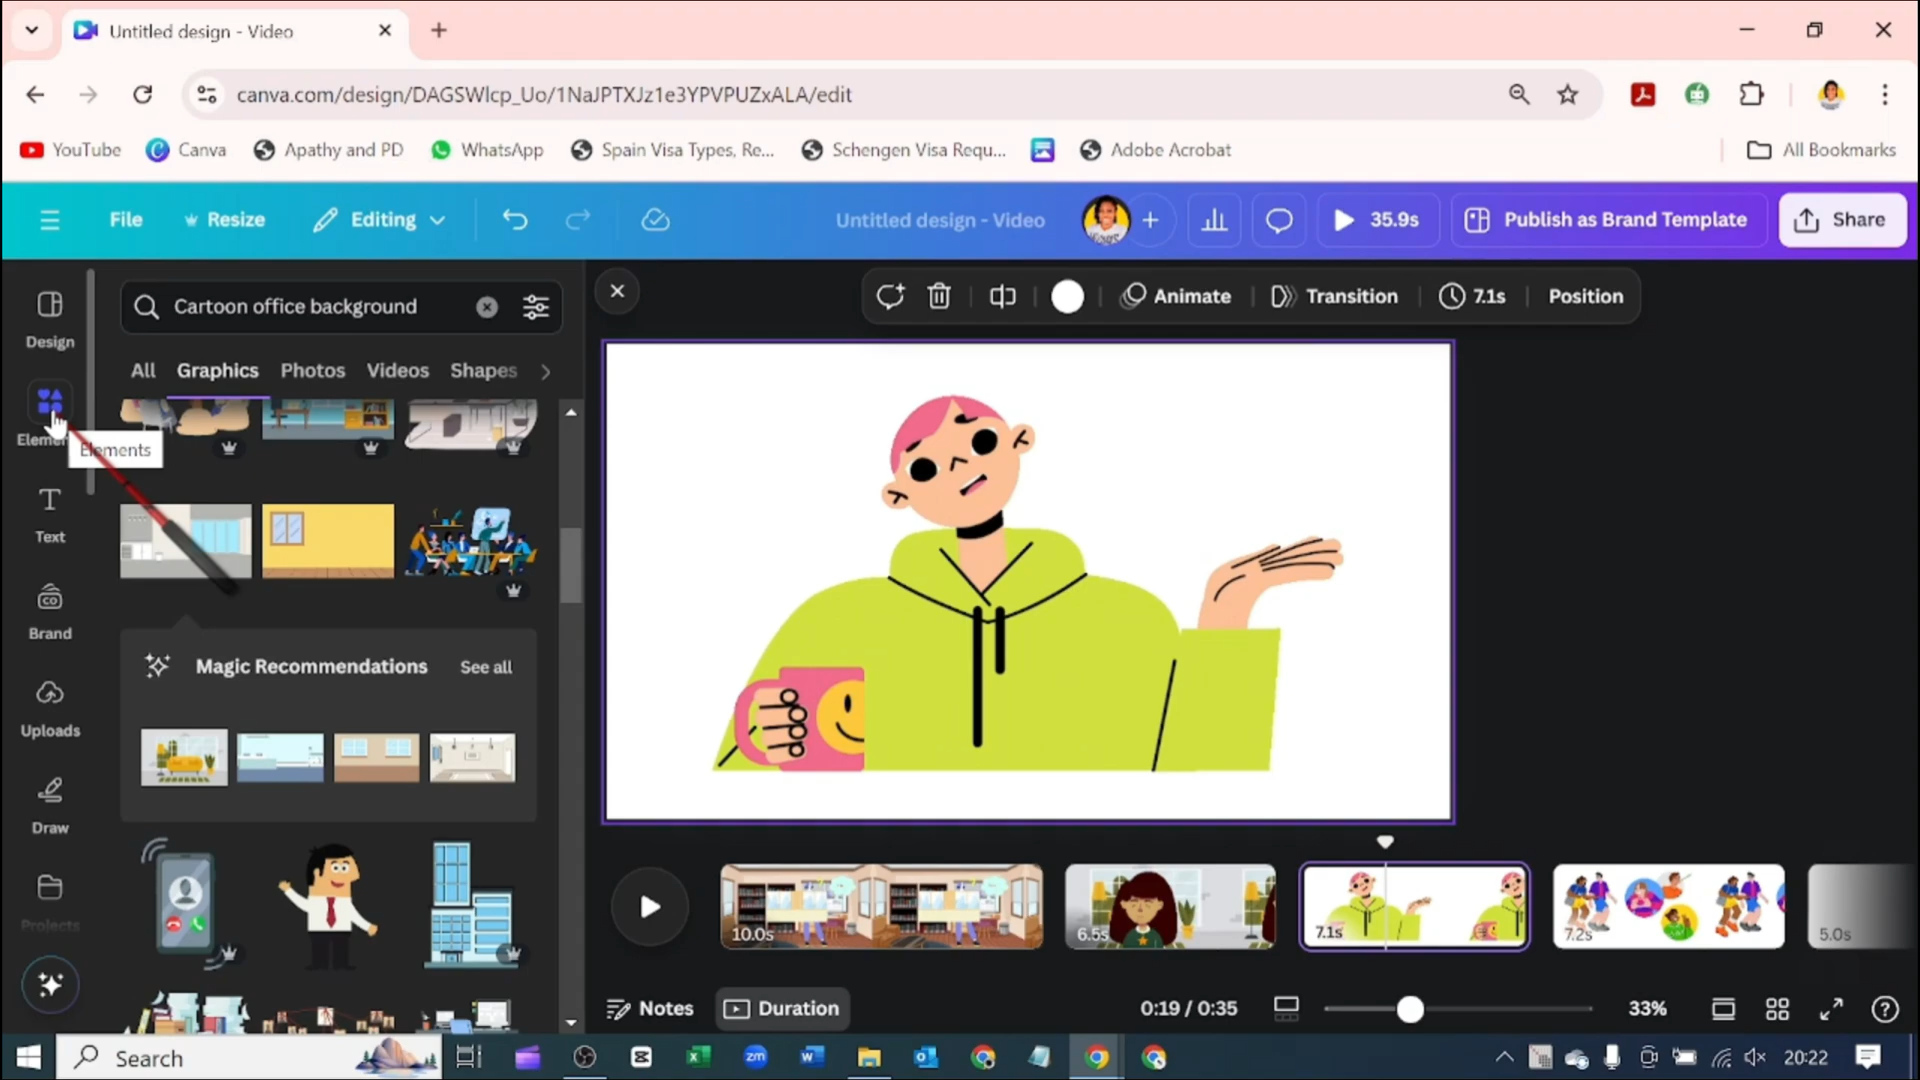 Untitled design - Video
canva.com/design/DAGSWlcp_Uo/1NaJPTXJz1e3YPVPUZxALA/edit
YouTube
Canva
Apathy and PD
WhatsApp
Spain Visa Types, Re...
Schengen Visa Requ...
Adobe Acrobat
All Bookmarks
File
Resize
Editing
Untitled design - Video
35.9s
Publish as Brand Template
Share
Design
Elemen
Elements
Text
Brand
Uploads
Draw
Projects
Cartoon office background
All
Graphics
Photos
Videos
Shapes
Magic Recommendations
See all
Animate
Transition
7.1s
Position
10.0s
6.5s
7.1s
7.2s
5.0s
Notes
Duration
0:19 / 0:35
33%
Search
20:22